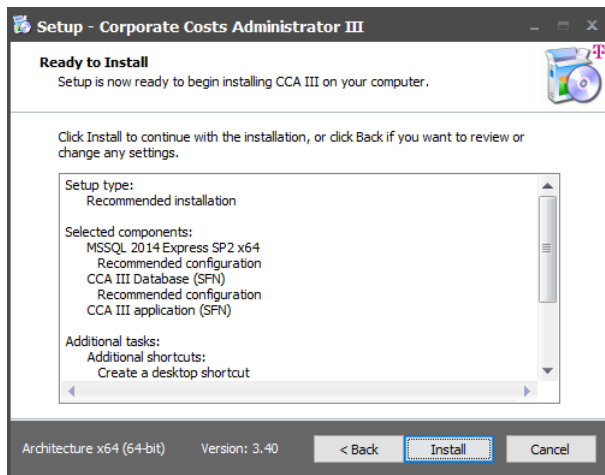 Setup - Corporate Costs Administrator III
T
Ready to Install
Setup is now ready to begin installing CCA III on your computer.
Click Install to continue with the installation, or click Back if you want to review or
change any settings.
Setup type:
Recommended installation
Selected components:
MSSQL 2014 Express SP2 x64
Recommended configuration
CCA III Database (SFN)
Recommended configuration
CCA III application (SFN)
Additional tasks:
Additional shortcuts:
Create a desktop shortcut
Architecture x64 (64-bit) Version: 3.40 < Back Install Cancel